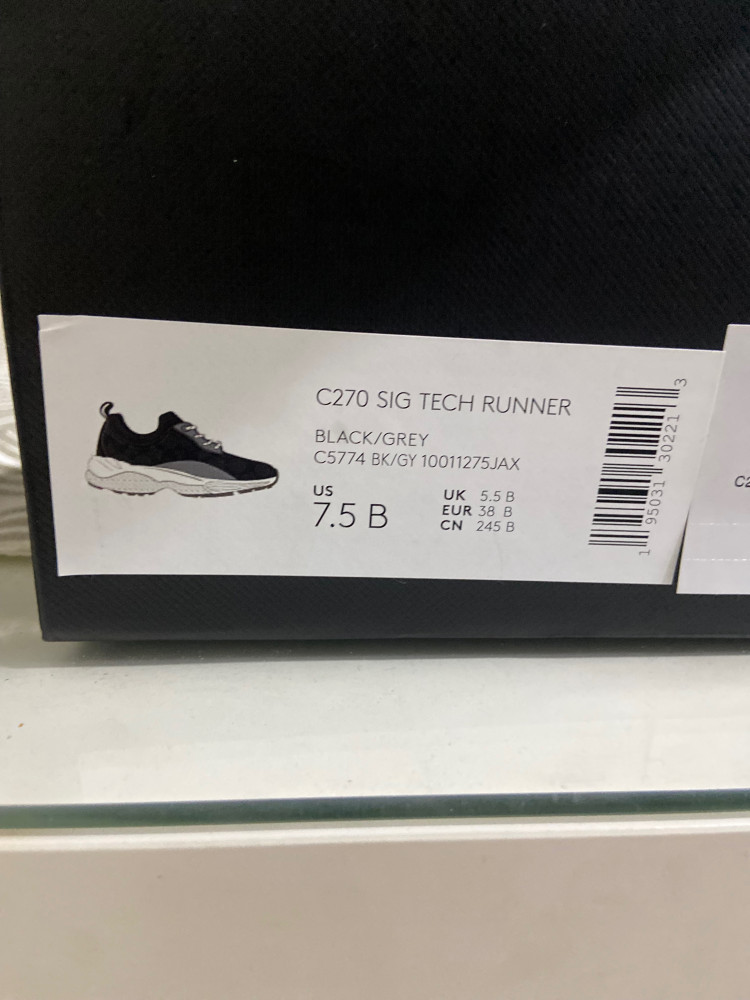 C270 SIG TECH RUNNER
BLACK/GREY
C5774 BK/GY 10011275JAX
US
7.5 B
UK 5.5 B
EUR 38 B
CN 245 B
1 95031 30221 3